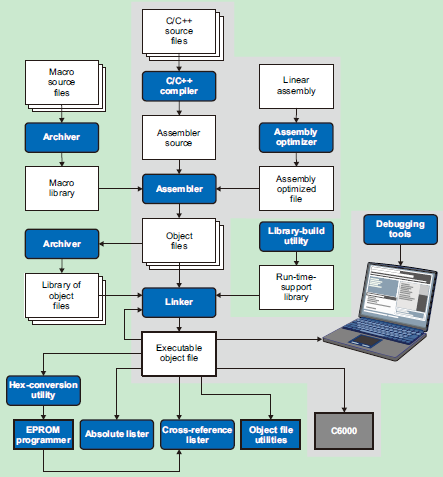 C/C++
source
files
Macro
source
files
C/C++
compiler
Linear
assembly
Archiver
Assembler
source
Assembly
optimizer
Macro
library
Assembler
Assembly
optimized
file
Archiver
Object
files
Library-build
utility
Debugging
tools
Library of
object
files
Linker
Run-time-
support
library
Executable
object file
Hex-conversion
utility
EPROM
programmer
Absolute lister
Cross-reference
lister
Object file
utilities
C6000